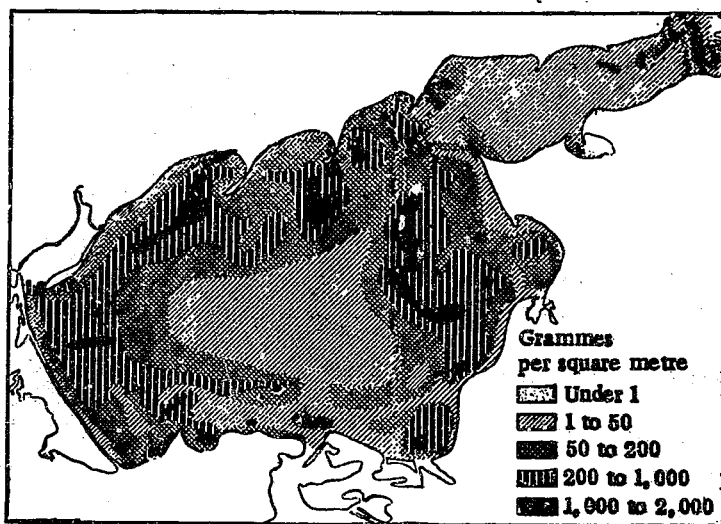 Grammes
per square metre
Under 1
1 to 50
50 to 200
200 to 1,000
1,000 to 2,000